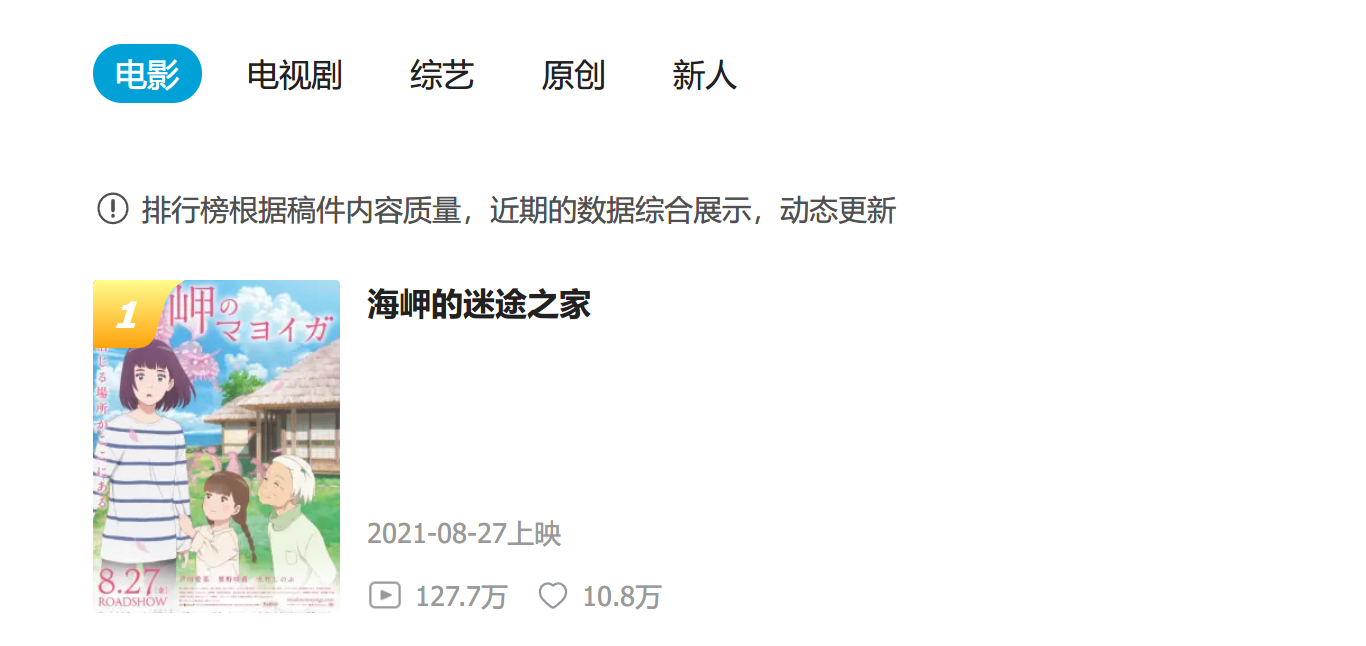 电影 电视剧 综艺 原创 新人
排行榜根据稿件内容质量，近期的数据综合展示，动态更新
1
岬の
マヨイガ
じる場所がここにある
8.27
ROADSHOW
海岬的迷途之家
2021-08-27上映
127.7万 10.8万